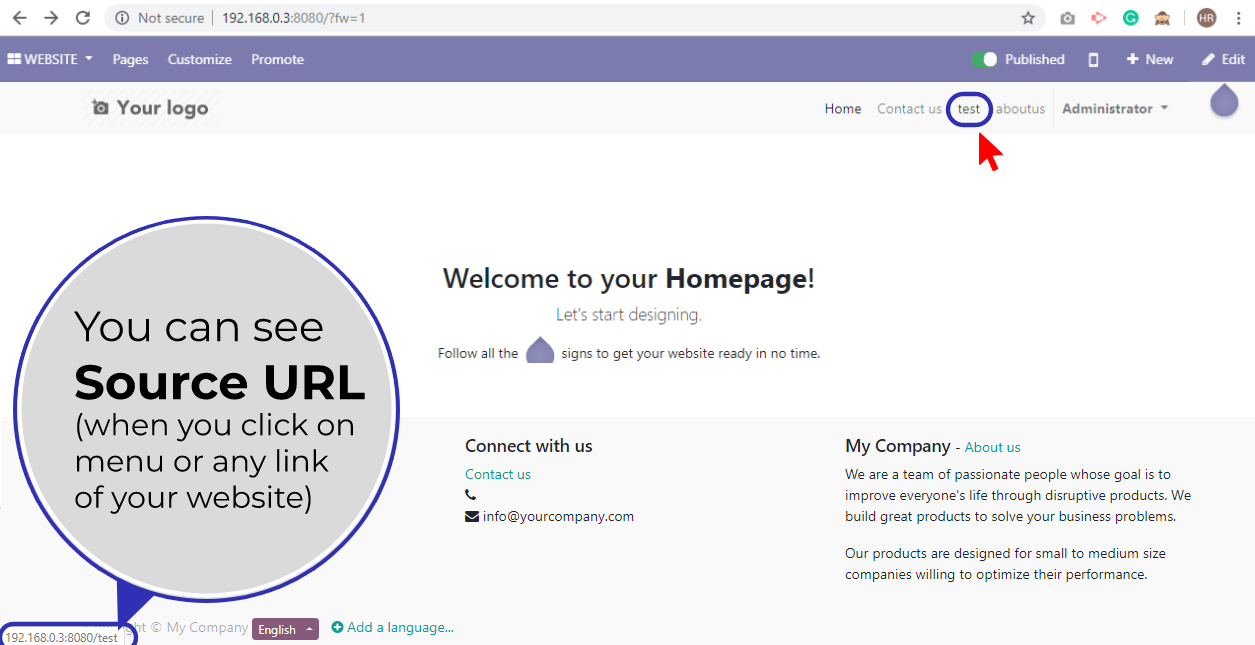 Not secure | 192.168.0.3:8080/?fw=1
HR
WEBSITE Pages Customize Promote Published New Edit
Your logo Home Contact us test aboutus Administrator
Welcome to your Homepage!
Let's start designing.
Follow all the signs to get your website ready in no time.
You can see
Source URL
(when you click on
menu or any link
of your website)
Connect with us
Contact us
info@yourcompany.com
My Company - About us
We are a team of passionate people whose goal is to
improve everyone's life through disruptive products. We
build great products to solve your business problems.
Our products are designed for small to medium size
companies willing to optimize their performance.
192.168.0.3:8080/test
ht © My Company English Add a language...